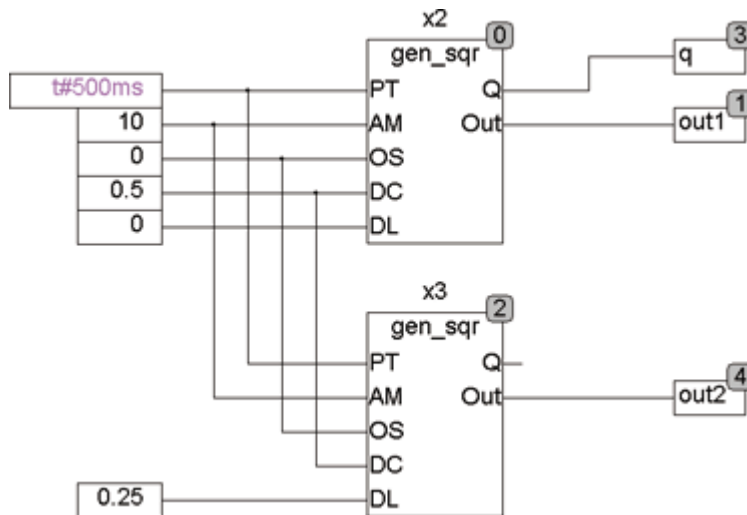 x2
0
gen_sqr
3
q
t#500ms
PT
Q
10
AM
Out
1
out1
0
OS
0.5
DC
0
DL
x3
2
gen_sqr
PT
Q
AM
Out
4
out2
OS
DC
0.25
DL